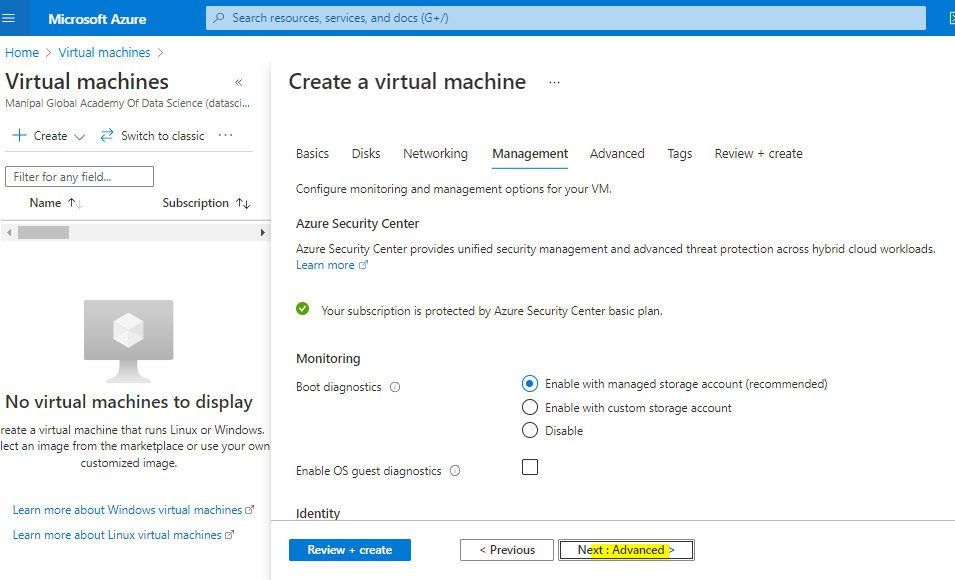 Microsoft Azure
Search resources, services, and docs (G+/)
Home > Virtual machines >
Virtual machines «
Manipal Global Academy Of Data Science (datasci...
+ Create Switch to classic ...
Filter for any field...
Name ↑↓ Subscription ↑↓
No virtual machines to display
reate a virtual machine that runs Linux or Windows.
lect an image from the marketplace or use your own
customized image.
Learn more about Windows virtual machines
Learn more about Linux virtual machines
Create a virtual machine ...
Basics Disks Networking Management Advanced Tags Review + create
Configure monitoring and management options for your VM.
Azure Security Center
Azure Security Center provides unified security management and advanced threat protection across hybrid cloud workloads.
Learn more
Your subscription is protected by Azure Security Center basic plan.
Monitoring
Boot diagnostics
Enable with managed storage account (recommended)
Enable with custom storage account
Disable
Enable OS guest diagnostics
Identity
Review + create < Previous Next : Advanced >